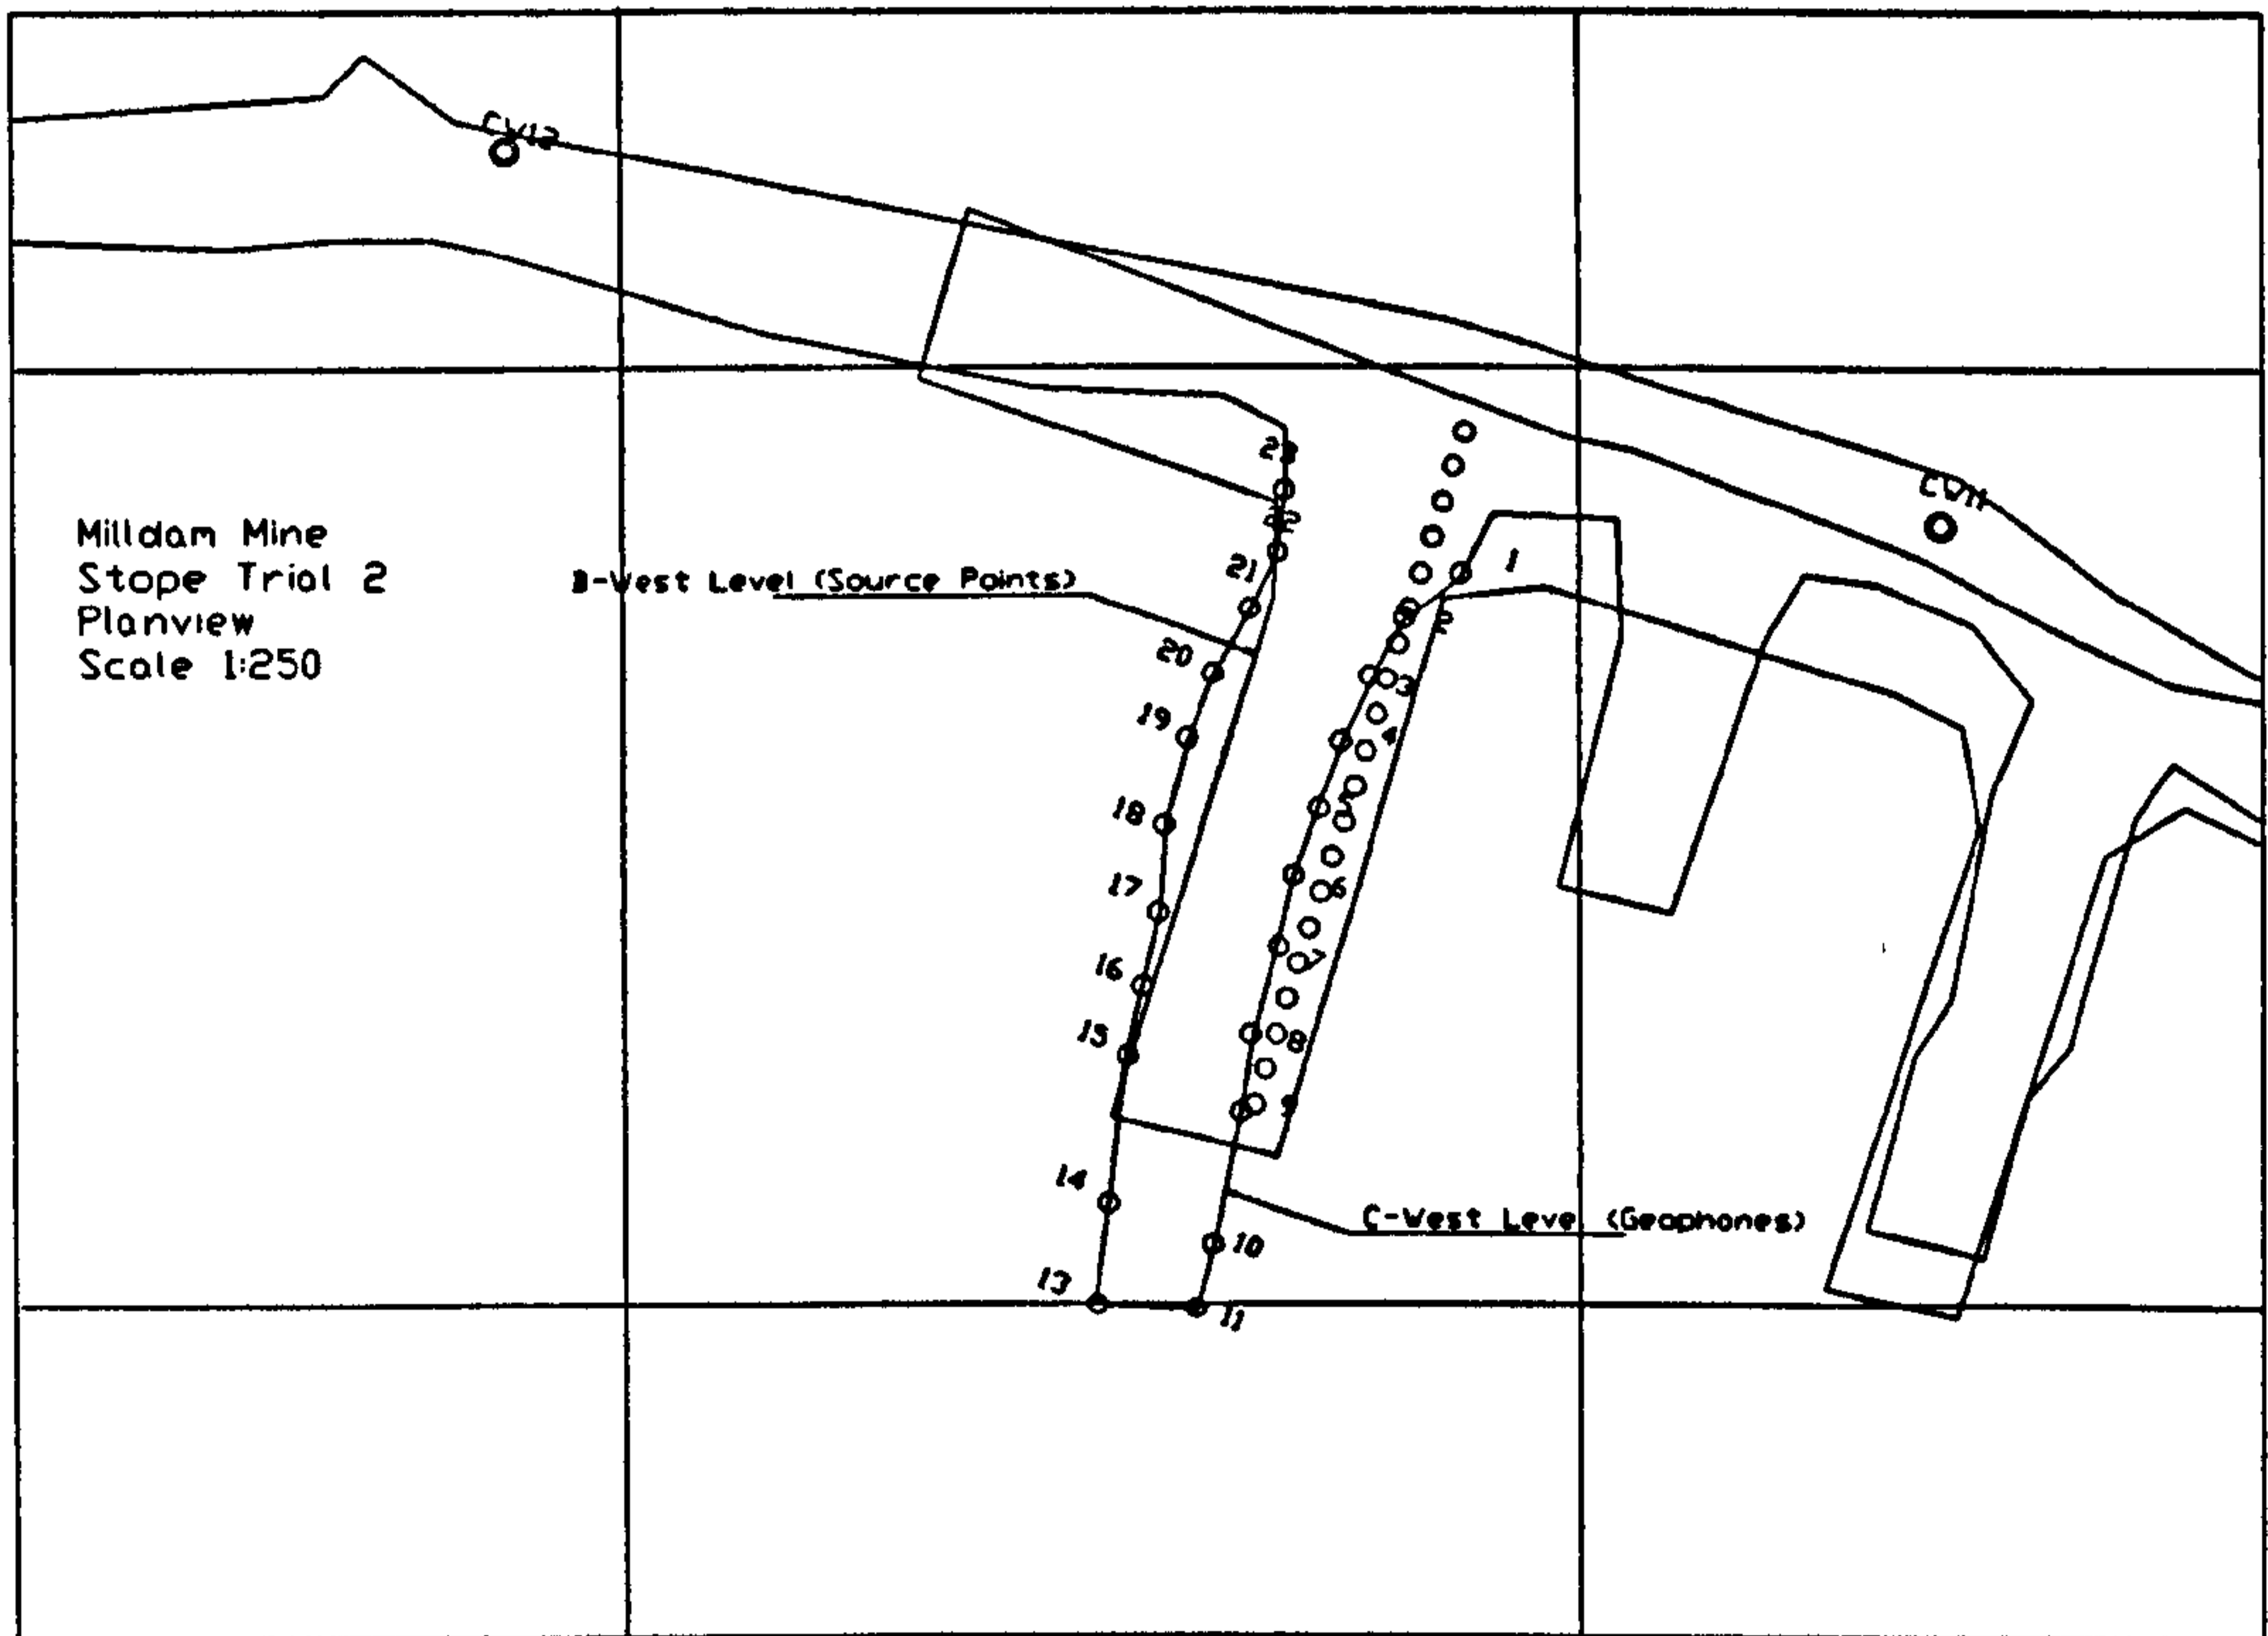 CW12
23
22
Milldam Mine
Stope Trial 2
Planview
Scale 1:250
B-West Level (Source Points)
CW11
21
1
2
20
3
19
4
18
5
17
6
16
7
15
8
9
14
C-West Level (Geophones)
10
13
11